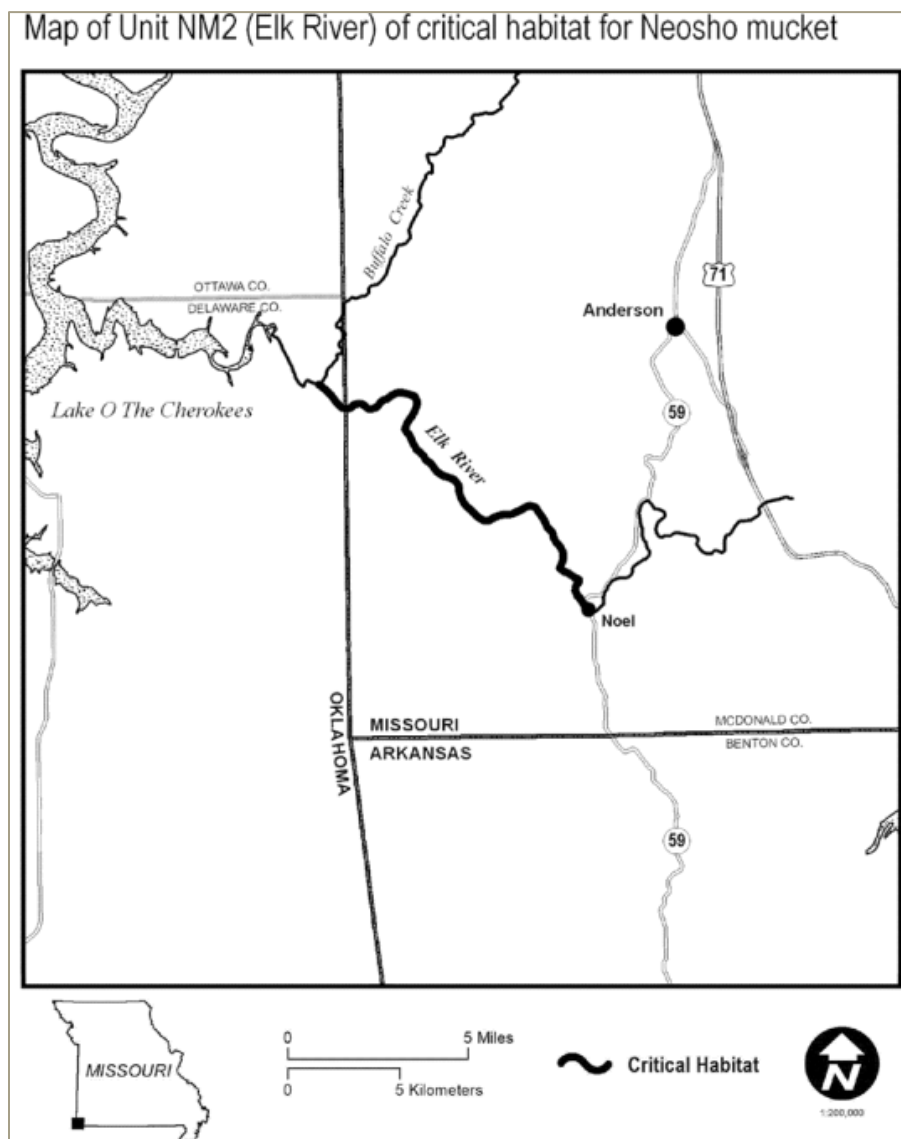 Map of Unit NM2 (Elk River) of critical habitat for Neosho mucket
Buffalo Creek
71
OTTAWA CO.
DELAWARE CO.
Anderson
Lake O The Cherokees
59
Elk River
Noel
OKLAHOMA
MISSOURI
MCDONALD CO.
ARKANSAS
BENTON CO.
59
MISSOURI
0
5 Miles
0
5 Kilometers
Critical Habitat
N
1:200,000